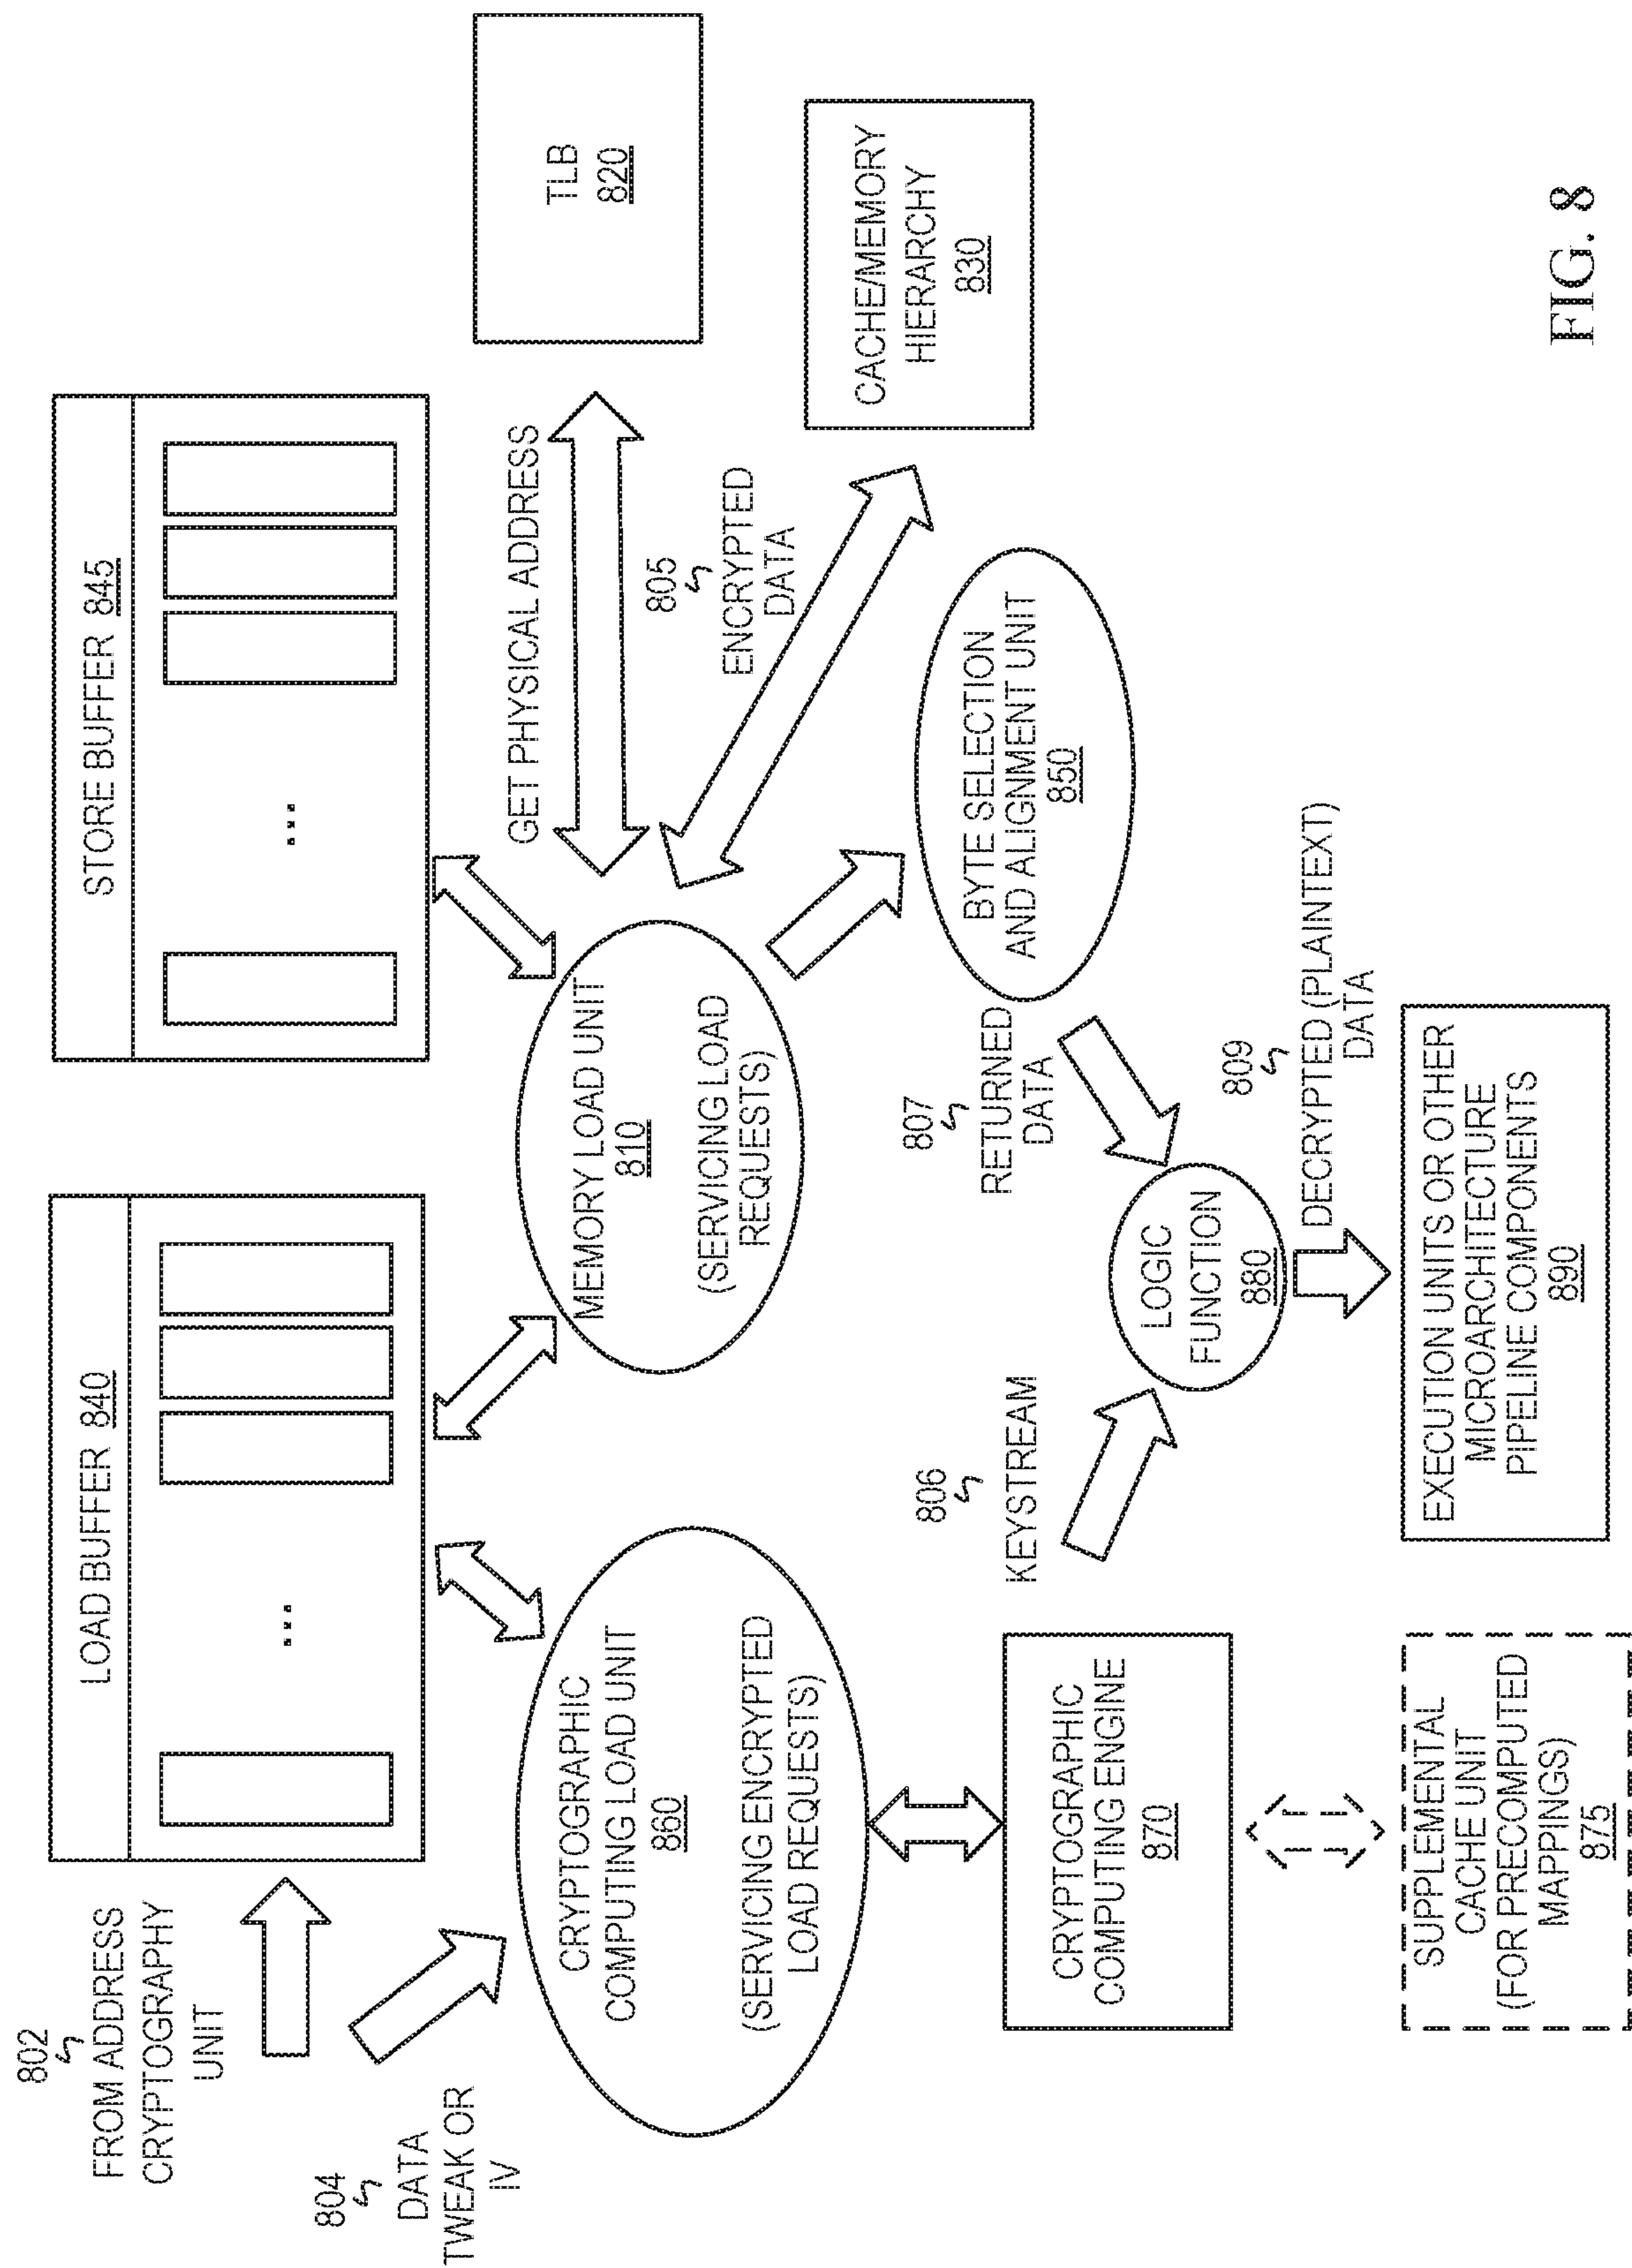 802
FROM ADDRESS
CRYPTOGRAPHY
UNIT
804
DATA
TWEAK OR
IV
LOAD BUFFER 840
...
STORE BUFFER 845
...
CRYPTOGRAPHIC
COMPUTING LOAD UNIT
860
(SERVICING ENCRYPTED
LOAD REQUESTS)
MEMORY LOAD UNIT
810
(SERVICING LOAD
REQUESTS)
GET PHYSICAL ADDRESS
TLB
820
805
ENCRYPTED
DATA
CACHE/MEMORY
HIERARCHY
830
BYTE SELECTION
AND ALIGNMENT UNIT
850
CRYPTOGRAPHIC
COMPUTING ENGINE
870
806
KEYSTREAM
807
RETURNED
DATA
LOGIC
FUNCTION
880
809
DECRYPTED (PLAINTEXT)
DATA
SUPPLEMENTAL
CACHE UNIT
(FOR PRECOMPUTED
MAPPINGS)
875
EXECUTION UNITS OR OTHER
MICROARCHITECTURE
PIPELINE COMPONENTS
890
FIG. 8